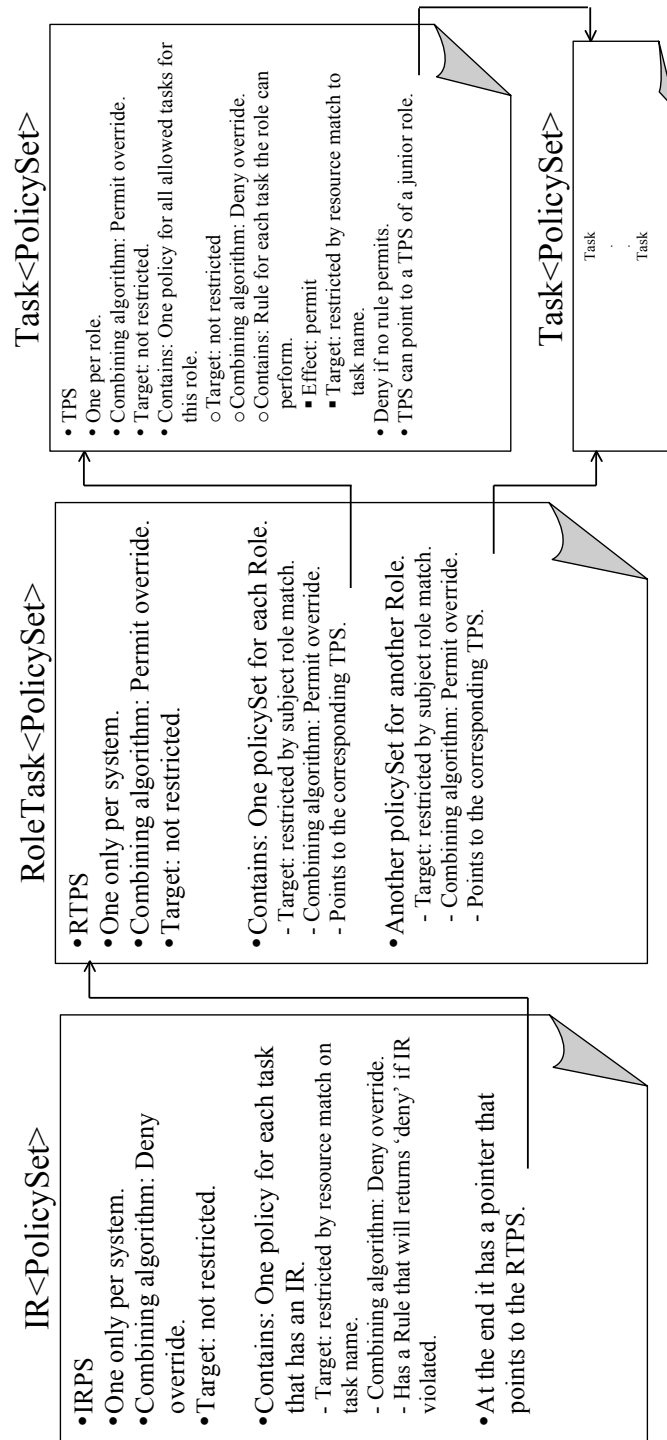 IR<PolicySet>
•IRPS
•One only per system.
•Combining algorithm: Deny
override.
•Target: not restricted.
•Contains: One policy for each task
that has an IR.
- Target: restricted by resource match on
task name.
- Combining algorithm: Deny override.
- Has a Rule that will returns ‘deny’ if IR
violated.
•At the end it has a pointer that
points to the RTPS.
RoleTask<PolicySet>
•RTPS
•One only per system.
•Combining algorithm: Permit override.
•Target: not restricted.
•Contains: One policySet for each Role.
- Target: restricted by subject role match.
- Combining algorithm: Permit override.
- Points to the corresponding TPS.
•Another policySet for another Role.
- Target: restricted by subject role match.
- Combining algorithm: Permit override.
- Points to the corresponding TPS.
Task<PolicySet>
• TPS
• One per role.
• Combining algorithm: Permit override.
• Target: not restricted.
• Contains: One policy for all allowed tasks for
this role.
○ Target: not restricted
○ Combining algorithm: Deny override.
○ Contains: Rule for each task the role can
perform.
▪ Effect: permit
▪ Target: restricted by resource match to
task name.
• Deny if no rule permits.
• TPS can point to a TPS of a junior role.
Task<PolicySet>
Task
.
.
Task